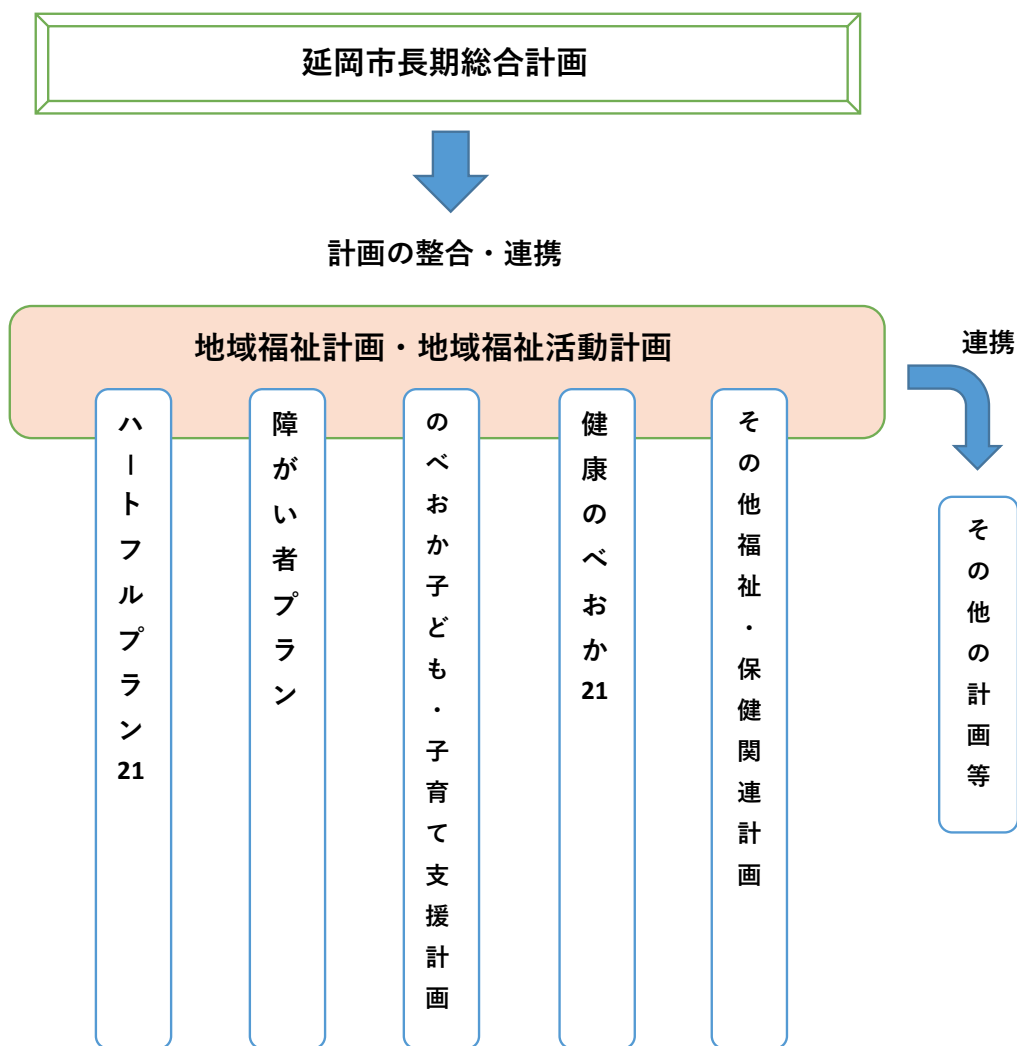 延岡市長期総合計画
計画の整合・連携
地域福祉計画・地域福祉活動計画
連携
ハートフルプラン21
障がい者プラン
のべおか子ども・子育て支援計画
健康のべおか21
その他福祉・保健関連計画
その他の計画等